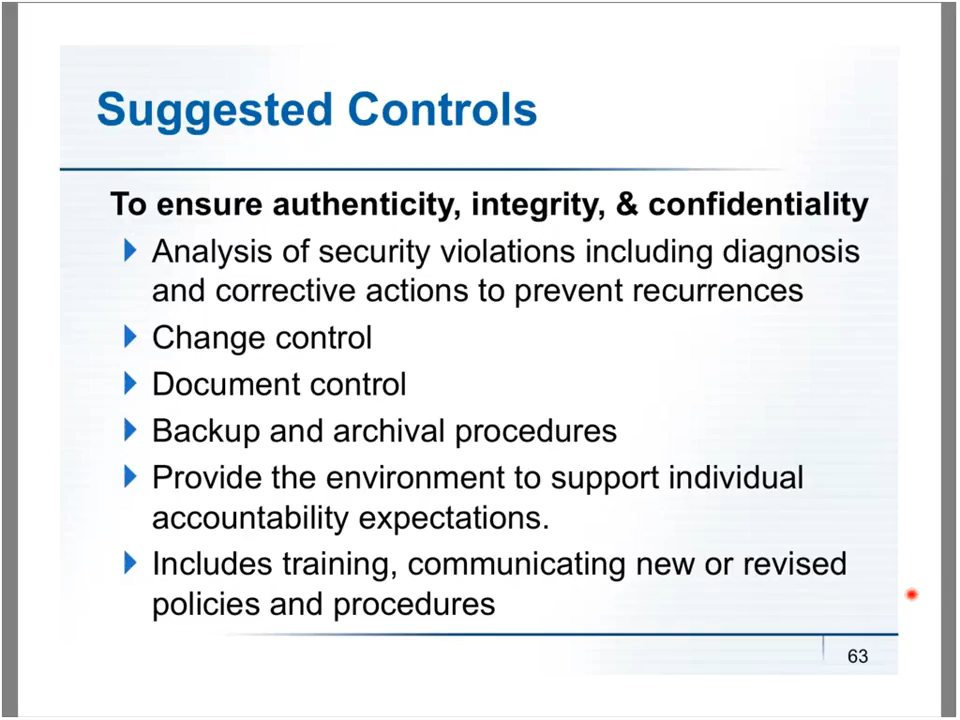 Suggested Controls
To ensure authenticity, integrity, & confidentiality
Analysis of security violations including diagnosis
and corrective actions to prevent recurrences
Change control
Document control
Backup and archival procedures
Provide the environment to support individual
accountability expectations.
Includes training, communicating new or revised
policies and procedures
63